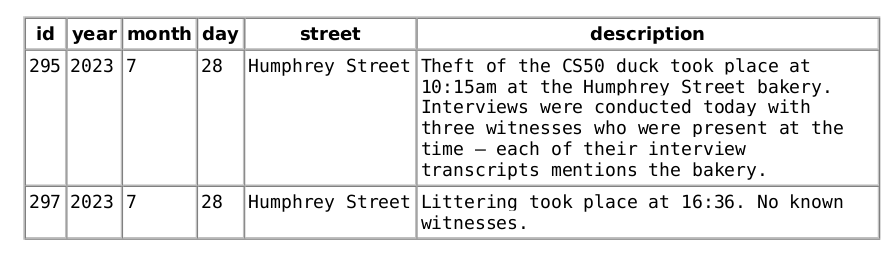 id year month day street description
295 2023 7 28 Humphrey Street Theft of the CS50 duck took place at
10:15am at the Humphrey Street bakery.
Interviews were conducted today with
three witnesses who were present at the
time – each of their interview
transcripts mentions the bakery.
297 2023 7 28 Humphrey Street Littering took place at 16:36. No known
witnesses.